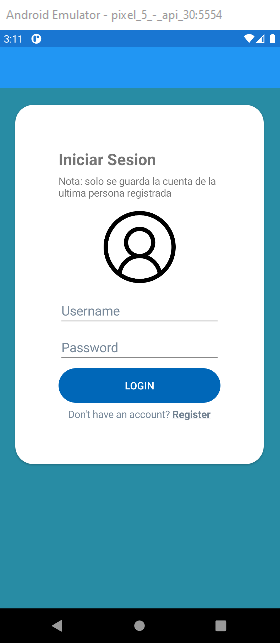 Android Emulator - pixel_5_-_api_30:5554
3:11
Iniciar Sesion
Nota: solo se guarda la cuenta de la
ultima persona registrada
Username
Password
LOGIN
Don't have an account? Register